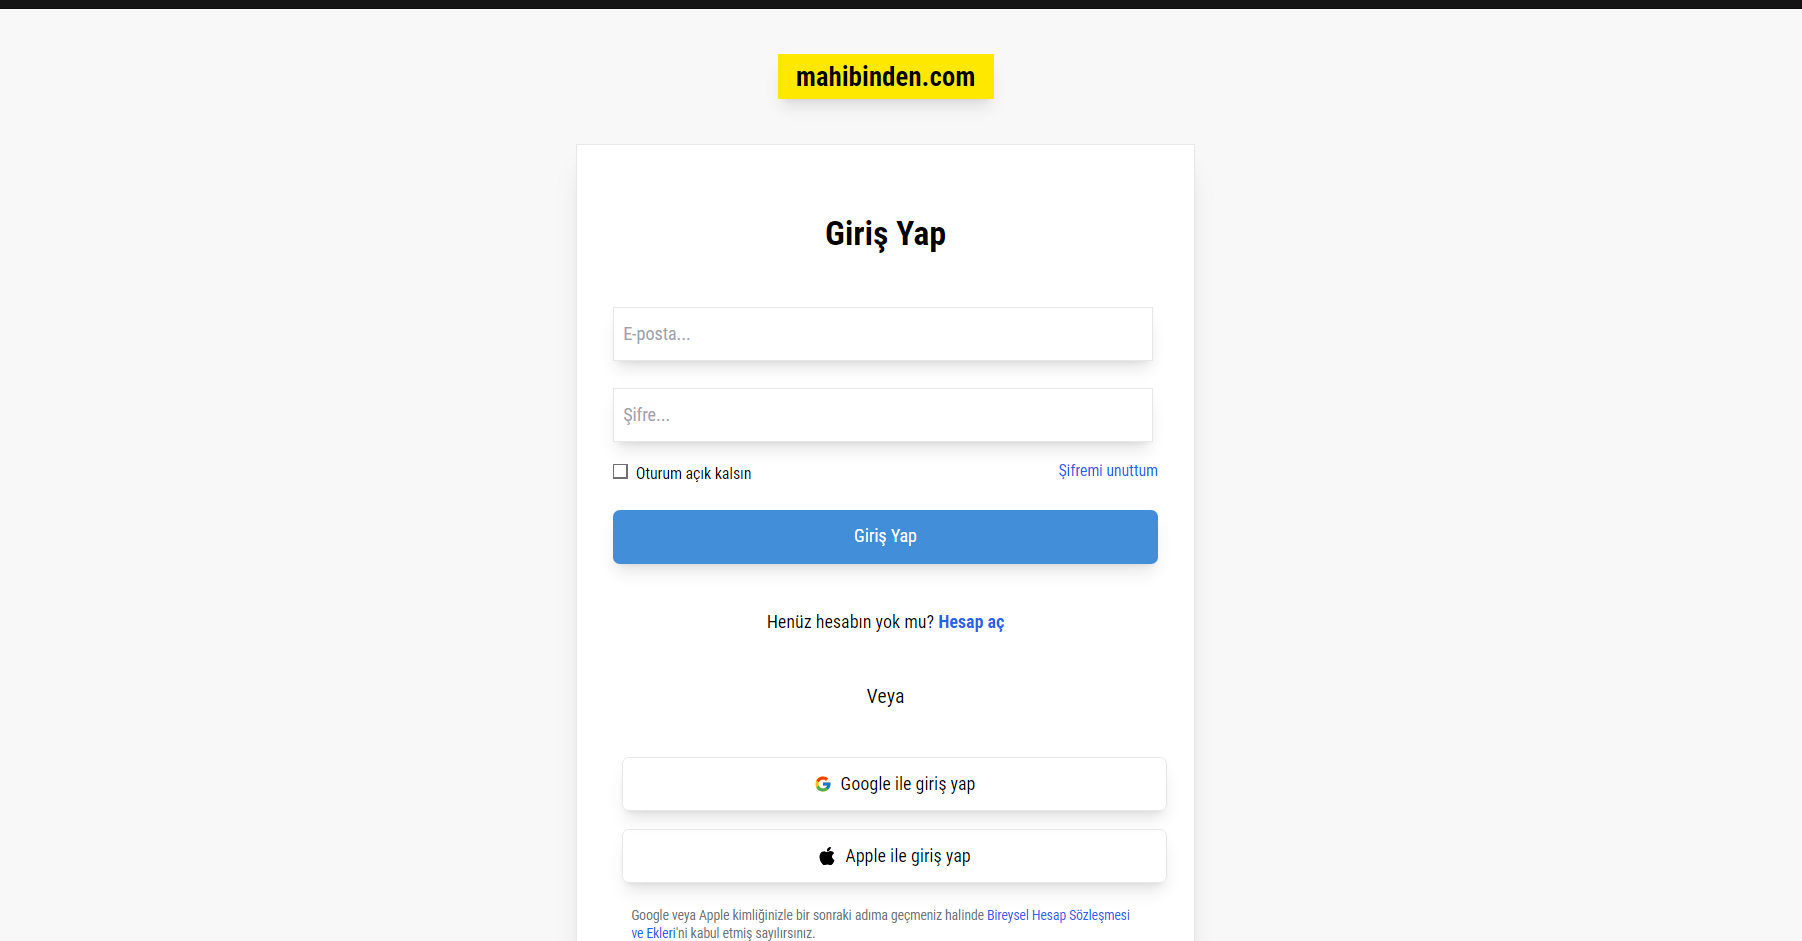 mahibinden.com
Giriş Yap
E-posta...
Şifre...
Oturum açık kalsın
Şifremi unuttum
Giriş Yap
Henüz hesabın yok mu? Hesap aç
Veya
Google ile giriş yap
Apple ile giriş yap
Google veya Apple kimliğinizle bir sonraki adıma geçmeniz halinde Bireysel Hesap Sözleşmesi
ve Ekleri'ni kabul etmiş sayılırsınız.